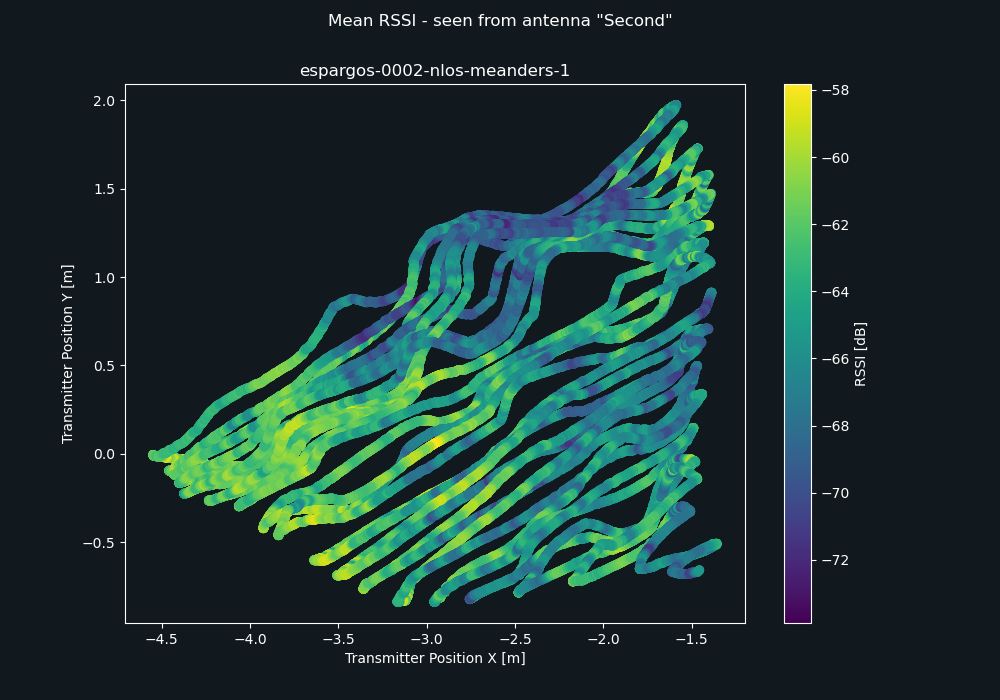 Mean RSSI - seen from antenna "Second"
espargos-0002-nlos-meanders-1
2.0
1.5
1.0
0.5
0.0
−0.5
Transmitter Position Y [m]
−4.5 −4.0 −3.5 −3.0 −2.5 −2.0 −1.5
Transmitter Position X [m]
−58
−60
−62
−64
−66
−68
−70
−72
RSSI [dB]